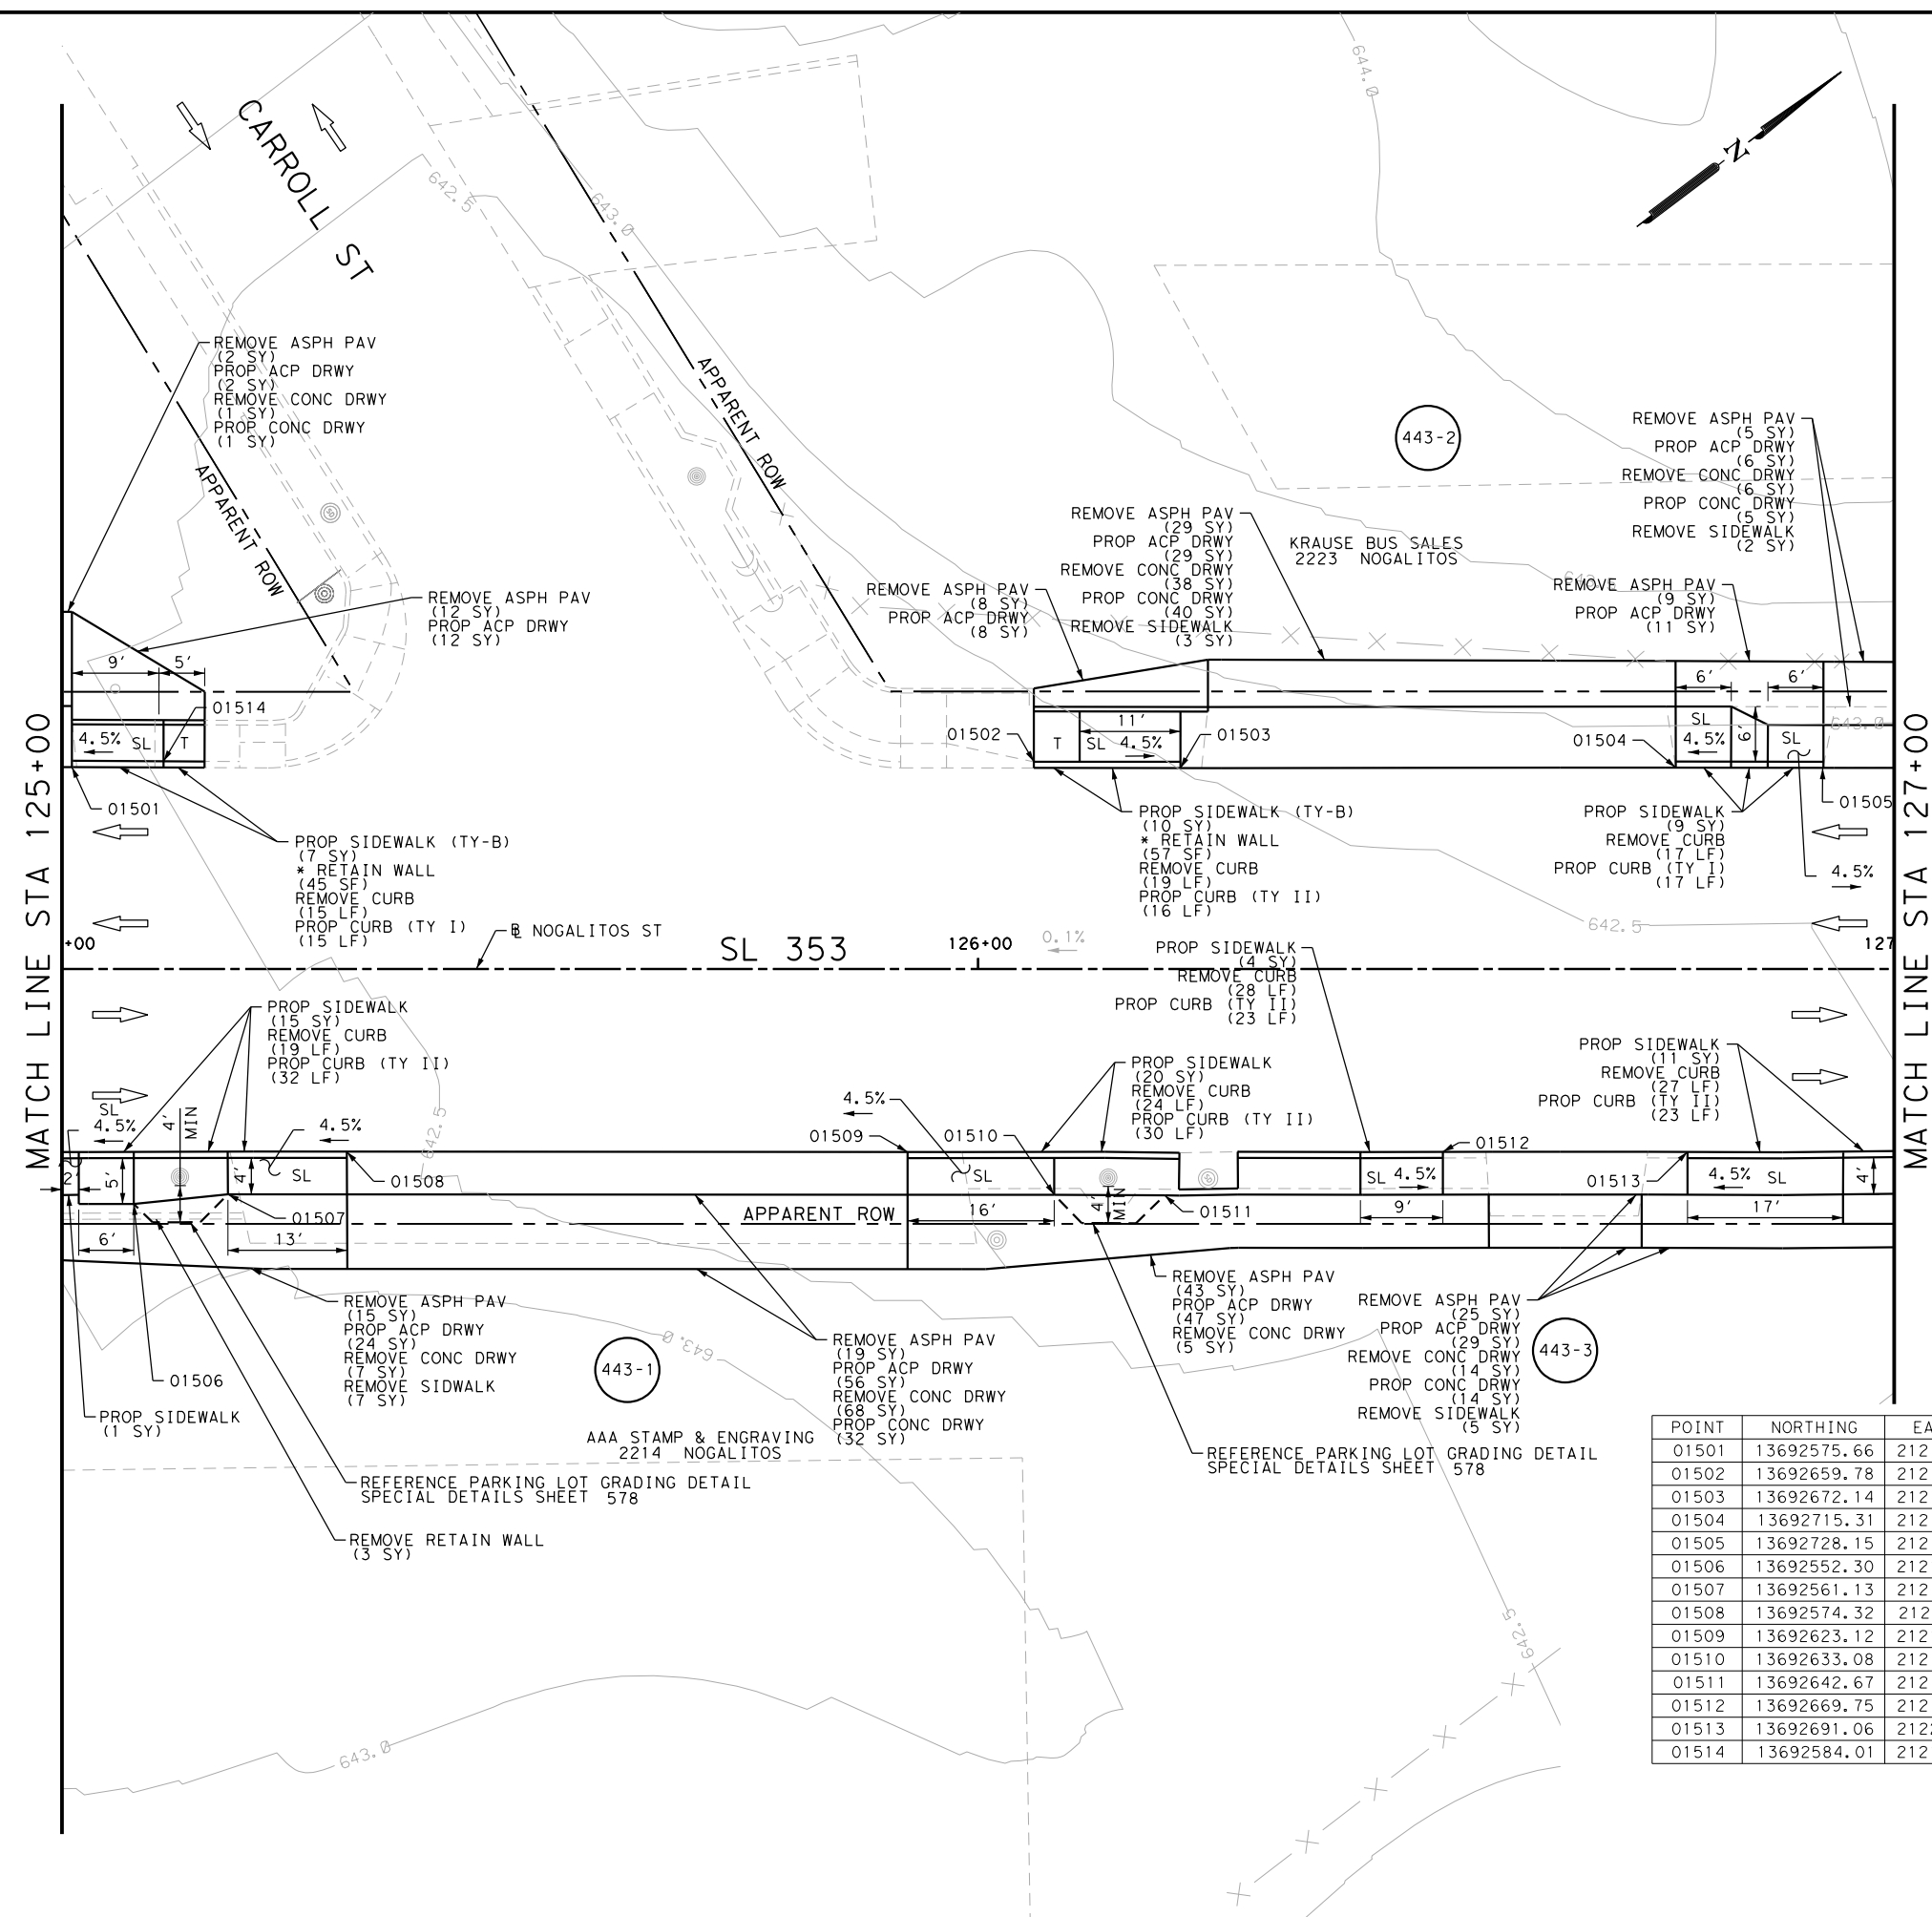 CARROLL ST
642.5
643.0
644.0
N
REMOVE ASPH PAV
(2 SY)
PROP ACP DRWY
(2 SY)
REMOVE CONC DRWY
(1 SY)
PROP CONC DRWY
(1 SY)
APPARENT ROW
APPARENT ROW
443-2
REMOVE ASPH PAV
(5 SY)
PROP ACP DRWY
(6 SY)
REMOVE CONC DRWY
(6 SY)
PROP CONC DRWY
(5 SY)
REMOVE SIDEWALK
(2 SY)
REMOVE ASPH PAV
(29 SY)
PROP ACP DRWY
(29 SY)
REMOVE CONC DRWY
(38 SY)
PROP CONC DRWY
(40 SY)
REMOVE SIDEWALK
(3 SY)
KRAUSE BUS SALES
2223 NOGALITOS
REMOVE ASPH PAV
(12 SY)
PROP ACP DRWY
(12 SY)
REMOVE ASPH PAV
(8 SY)
PROP ACP DRWY
(8 SY)
REMOVE ASPH PAV
(9 SY)
PROP ACP DRWY
(11 SY)
9'
5'
01514
4.5%
SL
T
01501
01502
T
11'
SL
4.5%
01503
01504
6'
6'
SL
4.5%
6'
SL
643.0
01505
4.5%
MATCH LINE STA 125+00
MATCH LINE STA 127+00
PROP SIDEWALK (TY-B)
(7 SY)
* RETAIN WALL
(45 SF)
REMOVE CURB
(15 LF)
PROP CURB (TY I)
(15 LF)
PROP SIDEWALK (TY-B)
(10 SY)
* RETAIN WALL
(57 SF)
REMOVE CURB
(19 LF)
PROP CURB (TY II)
(16 LF)
PROP SIDEWALK
(9 SY)
REMOVE CURB
(17 LF)
PROP CURB (TY I)
(17 LF)
642.5
+00
BL NOGALITOS ST
SL 353
126+00
0.1%
127
PROP SIDEWALK
(4 SY)
REMOVE CURB
(28 LF)
PROP CURB (TY II)
(23 LF)
PROP SIDEWALK
(15 SY)
REMOVE CURB
(19 LF)
PROP CURB (TY II)
(32 LF)
PROP SIDEWALK
(20 SY)
REMOVE CURB
(24 LF)
PROP CURB (TY II)
(30 LF)
PROP SIDEWALK
(11 SY)
REMOVE CURB
(27 LF)
PROP CURB (TY II)
(23 LF)
SL
4.5%
4'
MIN
4.5%
642.5
4.5%
01509
01510
01512
2'
5'
4'
SL
01508
01507
6'
13'
APPARENT ROW
SL
16'
4'
MIN
01511
SL
4.5%
9'
01513
4.5%
SL
4'
17'
REMOVE ASPH PAV
(15 SY)
PROP ACP DRWY
(24 SY)
REMOVE CONC DRWY
(7 SY)
REMOVE SIDWALK
(7 SY)
01506
PROP SIDEWALK
(1 SY)
443-1
643.0
REMOVE ASPH PAV
(19 SY)
PROP ACP DRWY
(56 SY)
REMOVE CONC DRWY
(68 SY)
PROP CONC DRWY
(32 SY)
REMOVE ASPH PAV
(43 SY)
PROP ACP DRWY
(47 SY)
REMOVE CONC DRWY
(5 SY)
REMOVE ASPH PAV
(25 SY)
PROP ACP DRWY
(29 SY)
REMOVE CONC DRWY
(14 SY)
PROP CONC DRWY
(14 SY)
REMOVE SIDEWALK
(5 SY)
443-3
AAA STAMP & ENGRAVING
2214 NOGALITOS
REFERENCE PARKING LOT GRADING DETAIL
SPECIAL DETAILS SHEET 578
REFERENCE PARKING LOT GRADING DETAIL
SPECIAL DETAILS SHEET 578
REMOVE RETAIN WALL
(3 SY)
642.5
643.0
POINT NORTHING EA
01501 13692575.66 212
01502 13692659.78 212
01503 13692672.14 212
01504 13692715.31 212
01505 13692728.15 212
01506 13692552.30 212
01507 13692561.13 212
01508 13692574.32 212
01509 13692623.12 212
01510 13692633.08 212
01511 13692642.67 212
01512 13692669.75 212
01513 13692691.06 212
01514 13692584.01 212